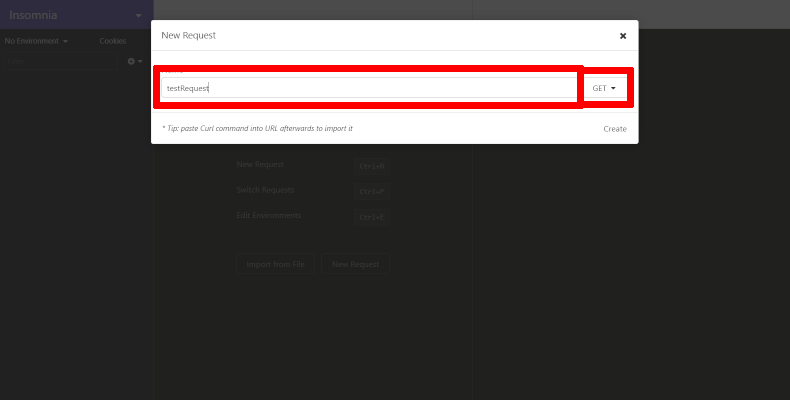 Insomnia
New Request
No Environment
Cookies
Filter
testRequest
GET
* Tip: paste Curl command into URL afterwards to import it
Create
New Request
Ctrl+N
Switch Requests
Ctrl+P
Edit Environments
Ctrl+E
Import from File
New Request